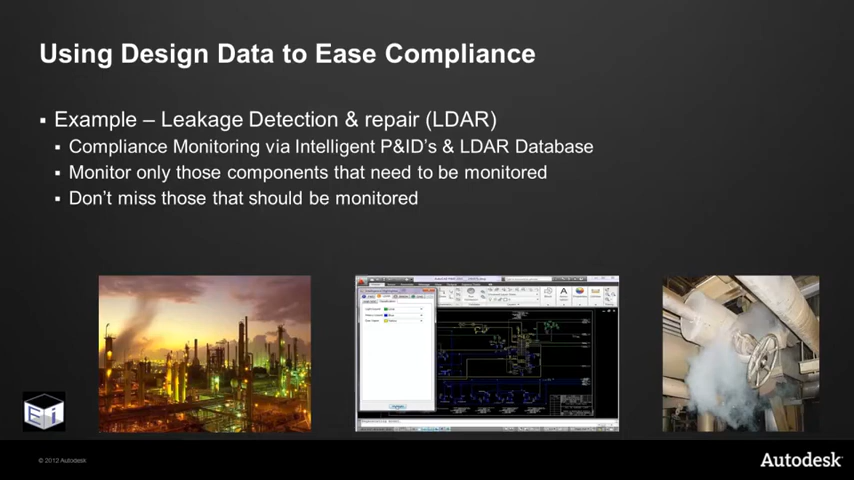 Using Design Data to Ease Compliance
▪ Example – Leakage Detection & repair (LDAR)
▪ Compliance Monitoring via Intelligent P&ID’s & LDAR Database
▪ Monitor only those components that need to be monitored
▪ Don’t miss those that should be monitored
Ei
© 2012 Autodesk
Autodesk